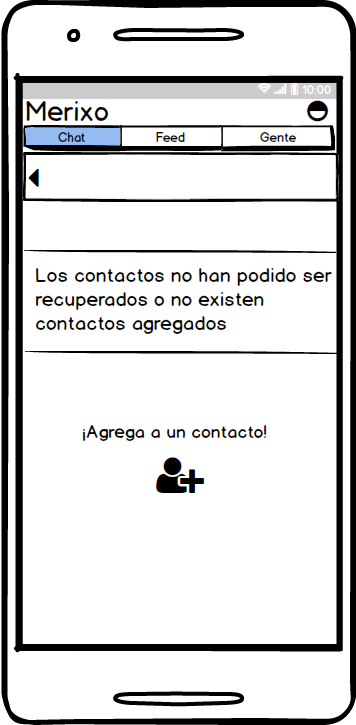 10:00
Merixo
Chat Feed Gente
Los contactos no han podido ser
recuperados o no existen
contactos agregados
¡Agrega a un contacto!